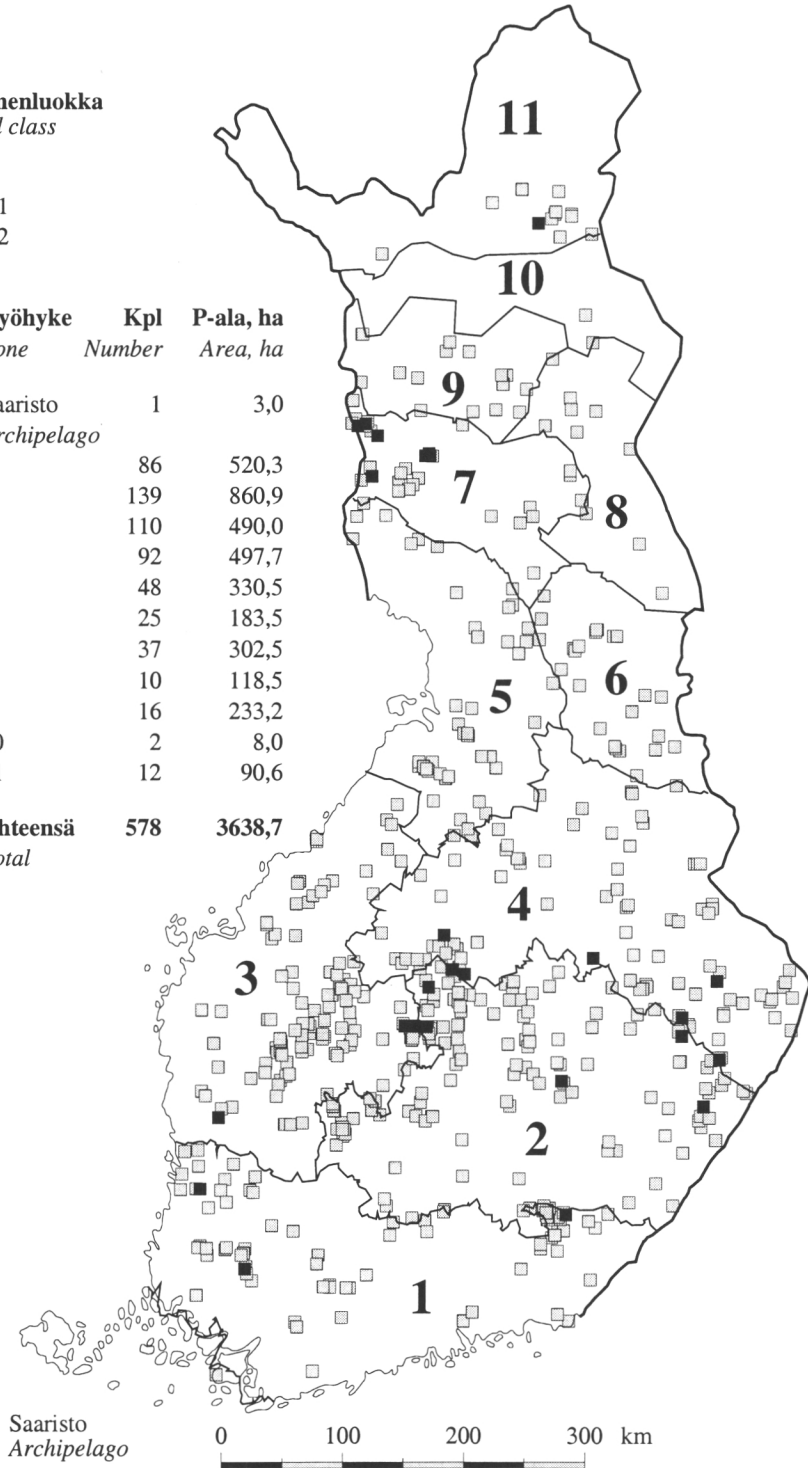 nenluokka
l class
1
2
yöhyke Kpl P-ala, ha
one Number Area, ha
aaristo 1 3,0
rchipelago
86 520,3
139 860,9
110 490,0
92 497,7
48 330,5
25 183,5
37 302,5
10 118,5
16 233,2
0 2 8,0
12 90,6
hteensä 578 3638,7
otal
11
10
9
7
8
6
5
4
3
2
1
Saaristo
Archipelago
0 100 200 300 km